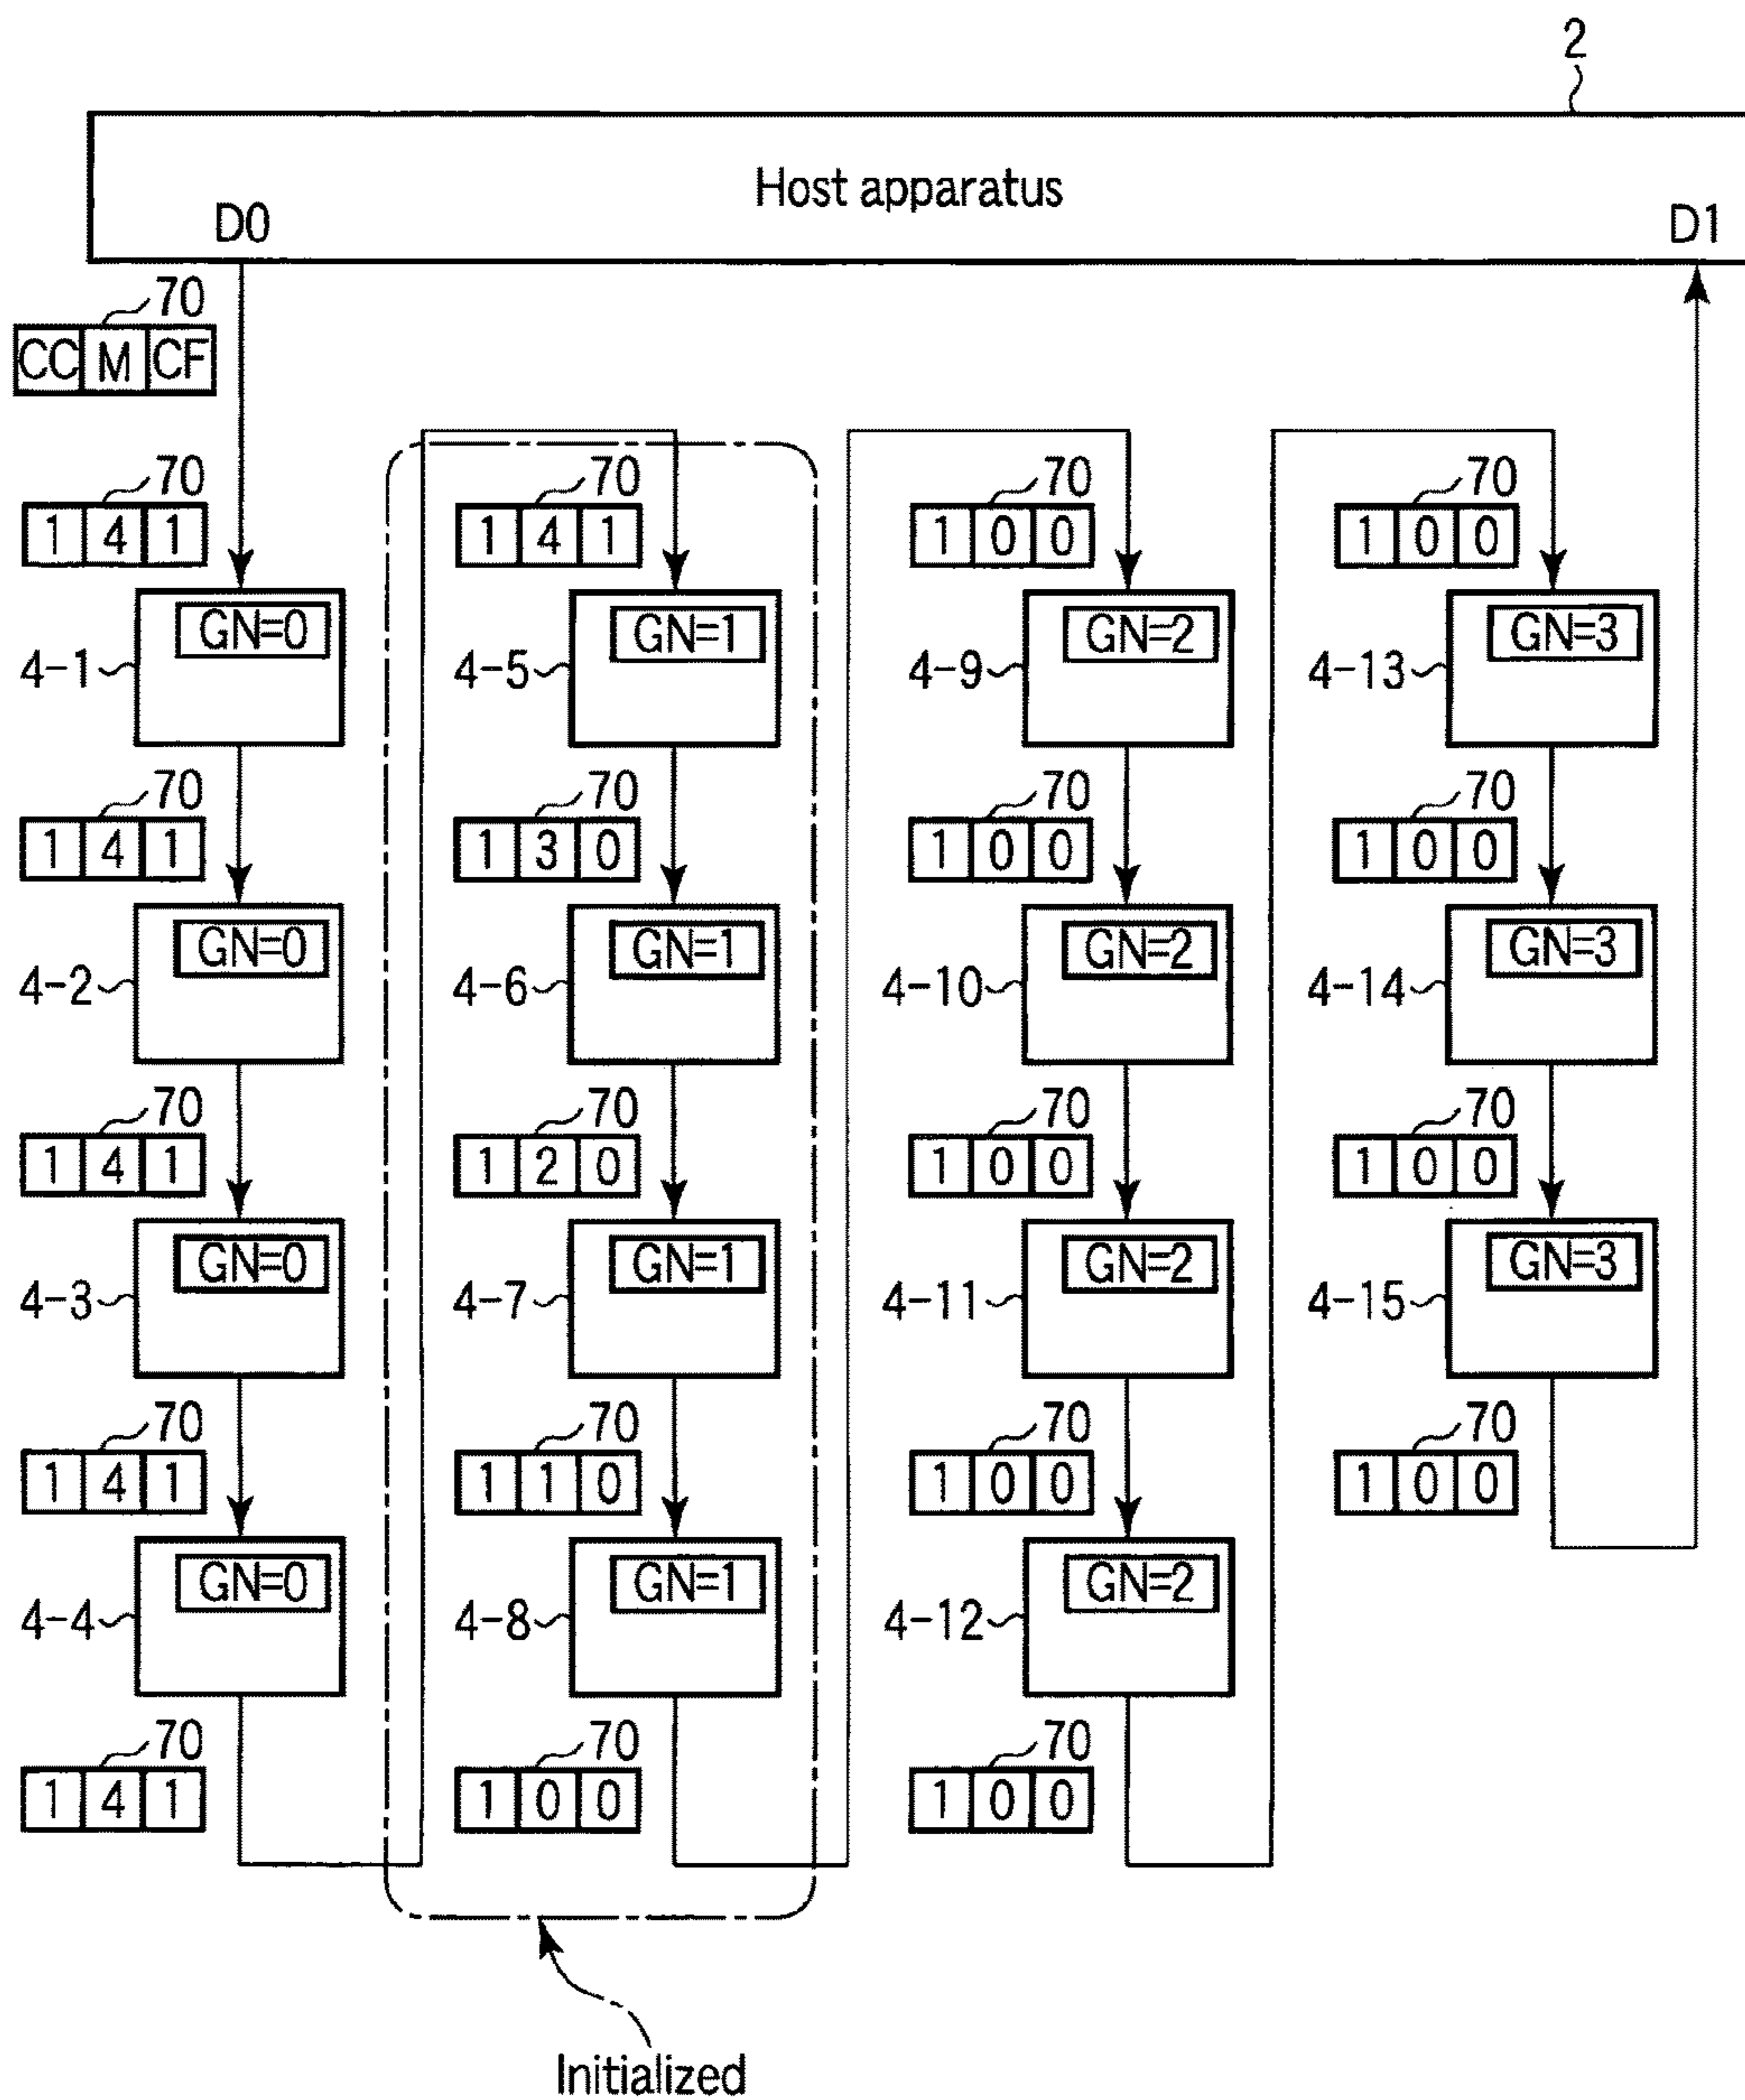 2
Host apparatus
D0
D1
70
CC M CF
70
70
70
70
1 4 1
1 4 1
1 0 0
1 0 0
GN=0
GN=1
GN=2
GN=3
4-1
4-5
4-9
4-13
70
70
70
70
1 4 1
1 3 0
1 0 0
1 0 0
GN=0
GN=1
GN=2
GN=3
4-2
4-6
4-10
4-14
70
70
70
70
1 4 1
1 2 0
1 0 0
1 0 0
GN=0
GN=1
GN=2
GN=3
4-3
4-7
4-11
4-15
70
70
70
70
1 4 1
1 1 0
1 0 0
1 0 0
GN=0
GN=1
GN=2
4-4
4-8
4-12
70
70
70
1 4 1
1 0 0
1 0 0
Initialized